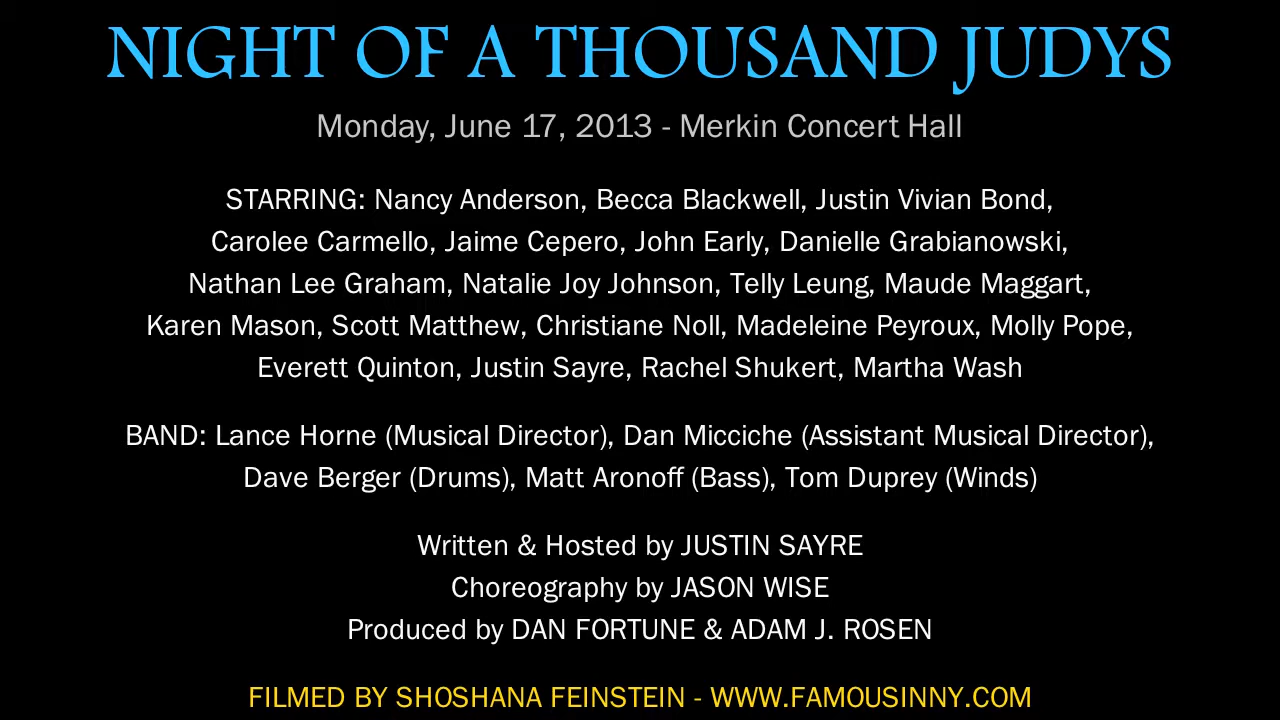 NIGHT OF A THOUSAND JUDYS
Monday, June 17, 2013 - Merkin Concert Hall
STARRING: Nancy Anderson, Becca Blackwell, Justin Vivian Bond,
Carolee Carmello, Jaime Cepero, John Early, Danielle Grabianowski,
Nathan Lee Graham, Natalie Joy Johnson, Telly Leung, Maude Maggart,
Karen Mason, Scott Matthew, Christiane Noll, Madeleine Peyroux, Molly Pope,
Everett Quinton, Justin Sayre, Rachel Shukert, Martha Wash
BAND: Lance Horne (Musical Director), Dan Micciche (Assistant Musical Director),
Dave Berger (Drums), Matt Aronoff (Bass), Tom Duprey (Winds)
Written & Hosted by JUSTIN SAYRE
Choreography by JASON WISE
Produced by DAN FORTUNE & ADAM J. ROSEN
FILMED BY SHOSHANA FEINSTEIN - WWW.FAMOUSINNY.COM